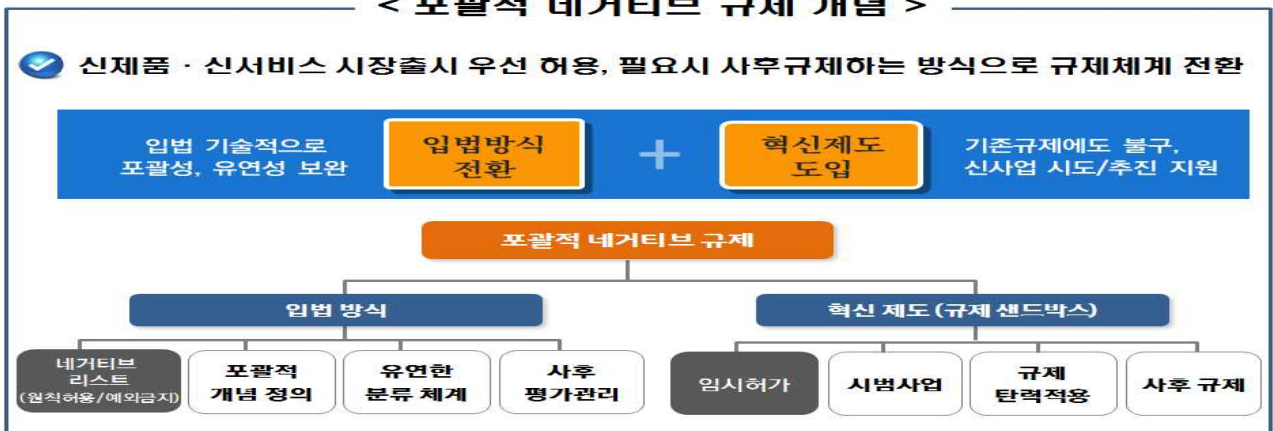 < 포괄적 네거티브 규제 개념 >
신제품 · 신서비스 시장출시 우선 허용, 필요시 사후규제하는 방식으로 규제체계 전환
입법 기술적으로
포괄성, 유연성 보완
입법방식
전환
+
혁신제도
도입
기존규제에도 불구,
신사업 시도/추진 지원
포괄적 네거티브 규제
입법 방식
혁신 제도 (규제 샌드박스)
네거티브
리스트
(원칙허용/예외금지)
포괄적
개념 정의
유연한
분류 체계
사후
평가관리
임시허가
시범사업
규제
탄력적용
사후 규제